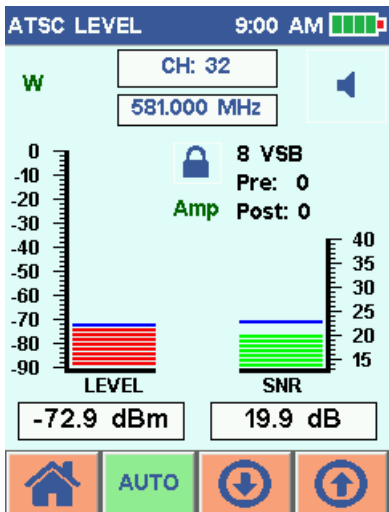 ATSC LEVEL 9:00 AM
W
CH: 32
581.000 MHz
8 VSB
Pre: 0
Amp Post: 0
0
-10
-20
-30
-40
-50
-60
-70
-80
-90
40
35
30
25
20
15
LEVEL SNR
-72.9 dBm 19.9 dB
AUTO